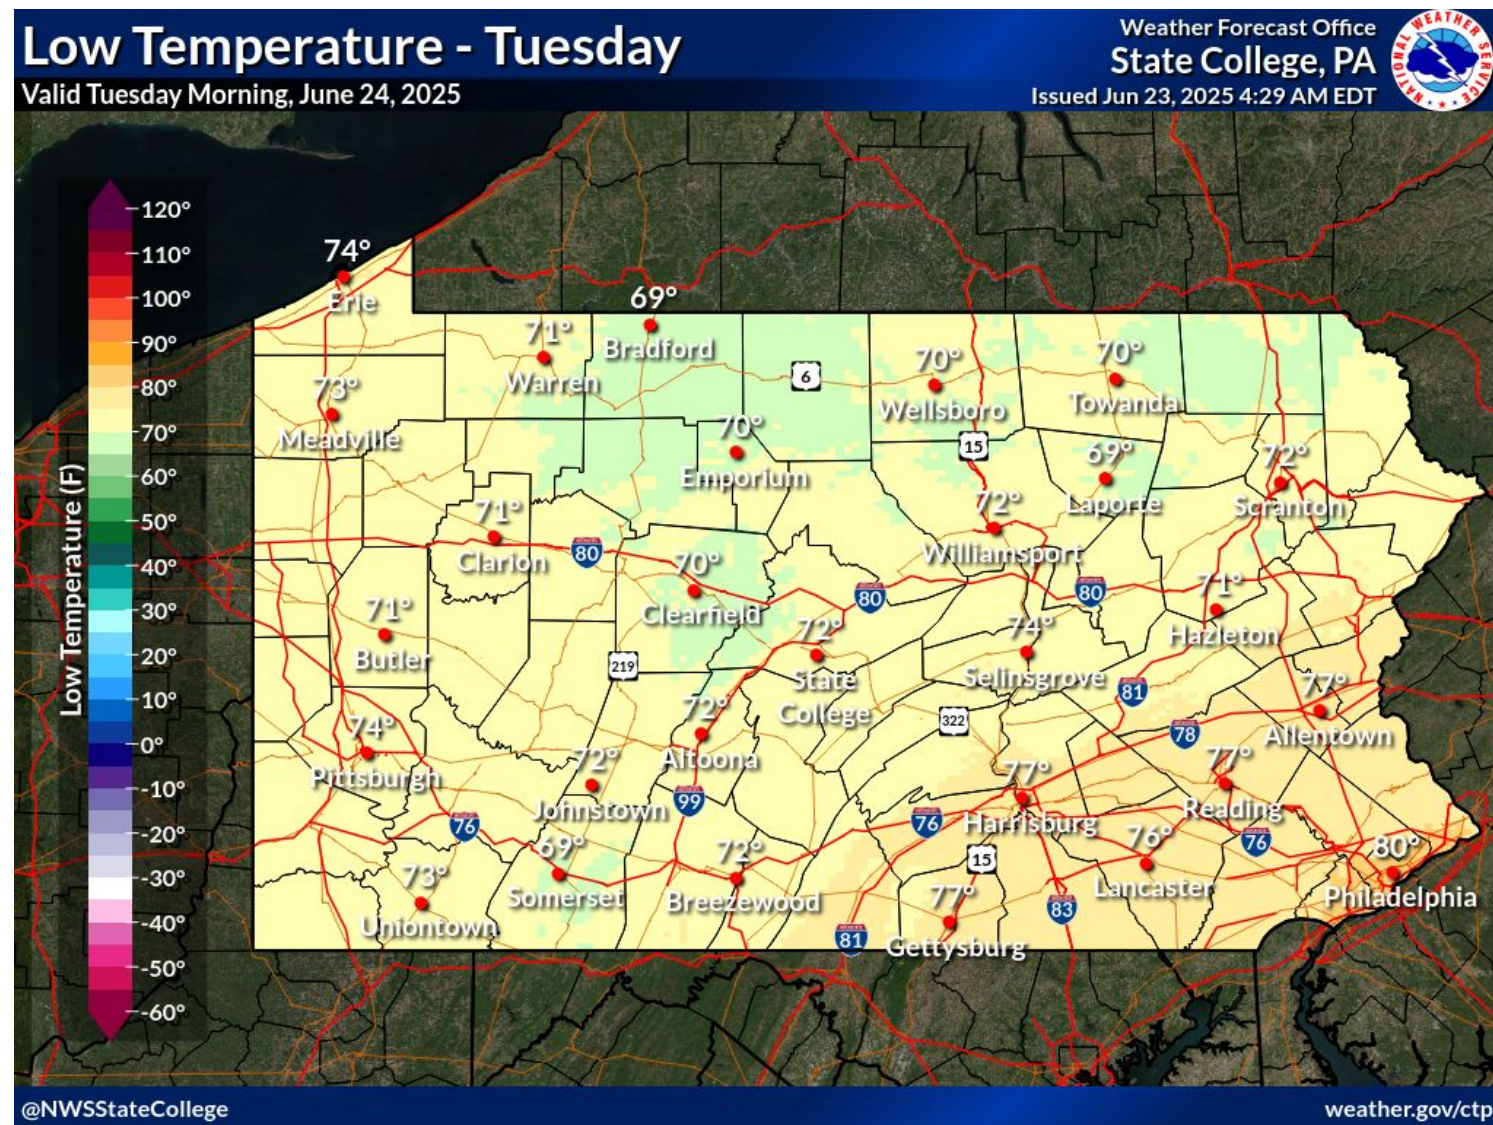 Low Temperature - Tuesday
Valid Tuesday Morning, June 24, 2025
Weather Forecast Office
State College, PA
Issued Jun 23, 2025 4:29 AM EDT
NATIONAL WEATHER SERVICE
Low Temperature (F)
120°
110°
100°
90°
80°
70°
60°
50°
40°
30°
20°
10°
0°
-10°
-20°
-30°
-40°
-50°
-60°
74°
Erie
69°
Bradford
71°
Warren
6
70°
Wellsboro
70°
Towanda
73°
Meadville
70°
Emporium
15
69°
Laporte
72°
Scranton
71°
Clarion
80
72°
Williamsport
70°
Clearfield
80
80
71°
Hazleton
71°
Butler
219
72°
State
College
74°
Selinsgrove
81
77°
Allentown
322
78
74°
Pittsburgh
72°
Altoona
72°
Johnstown
99
77°
Harrisburg
77°
Reading
76
76
76
69°
Somerset
72°
Breezewood
15
76°
Lancaster
80°
Philadelphia
73°
Uniontown
77°
Gettysburg
81
83
@NWSStateCollege
weather.gov/ctp